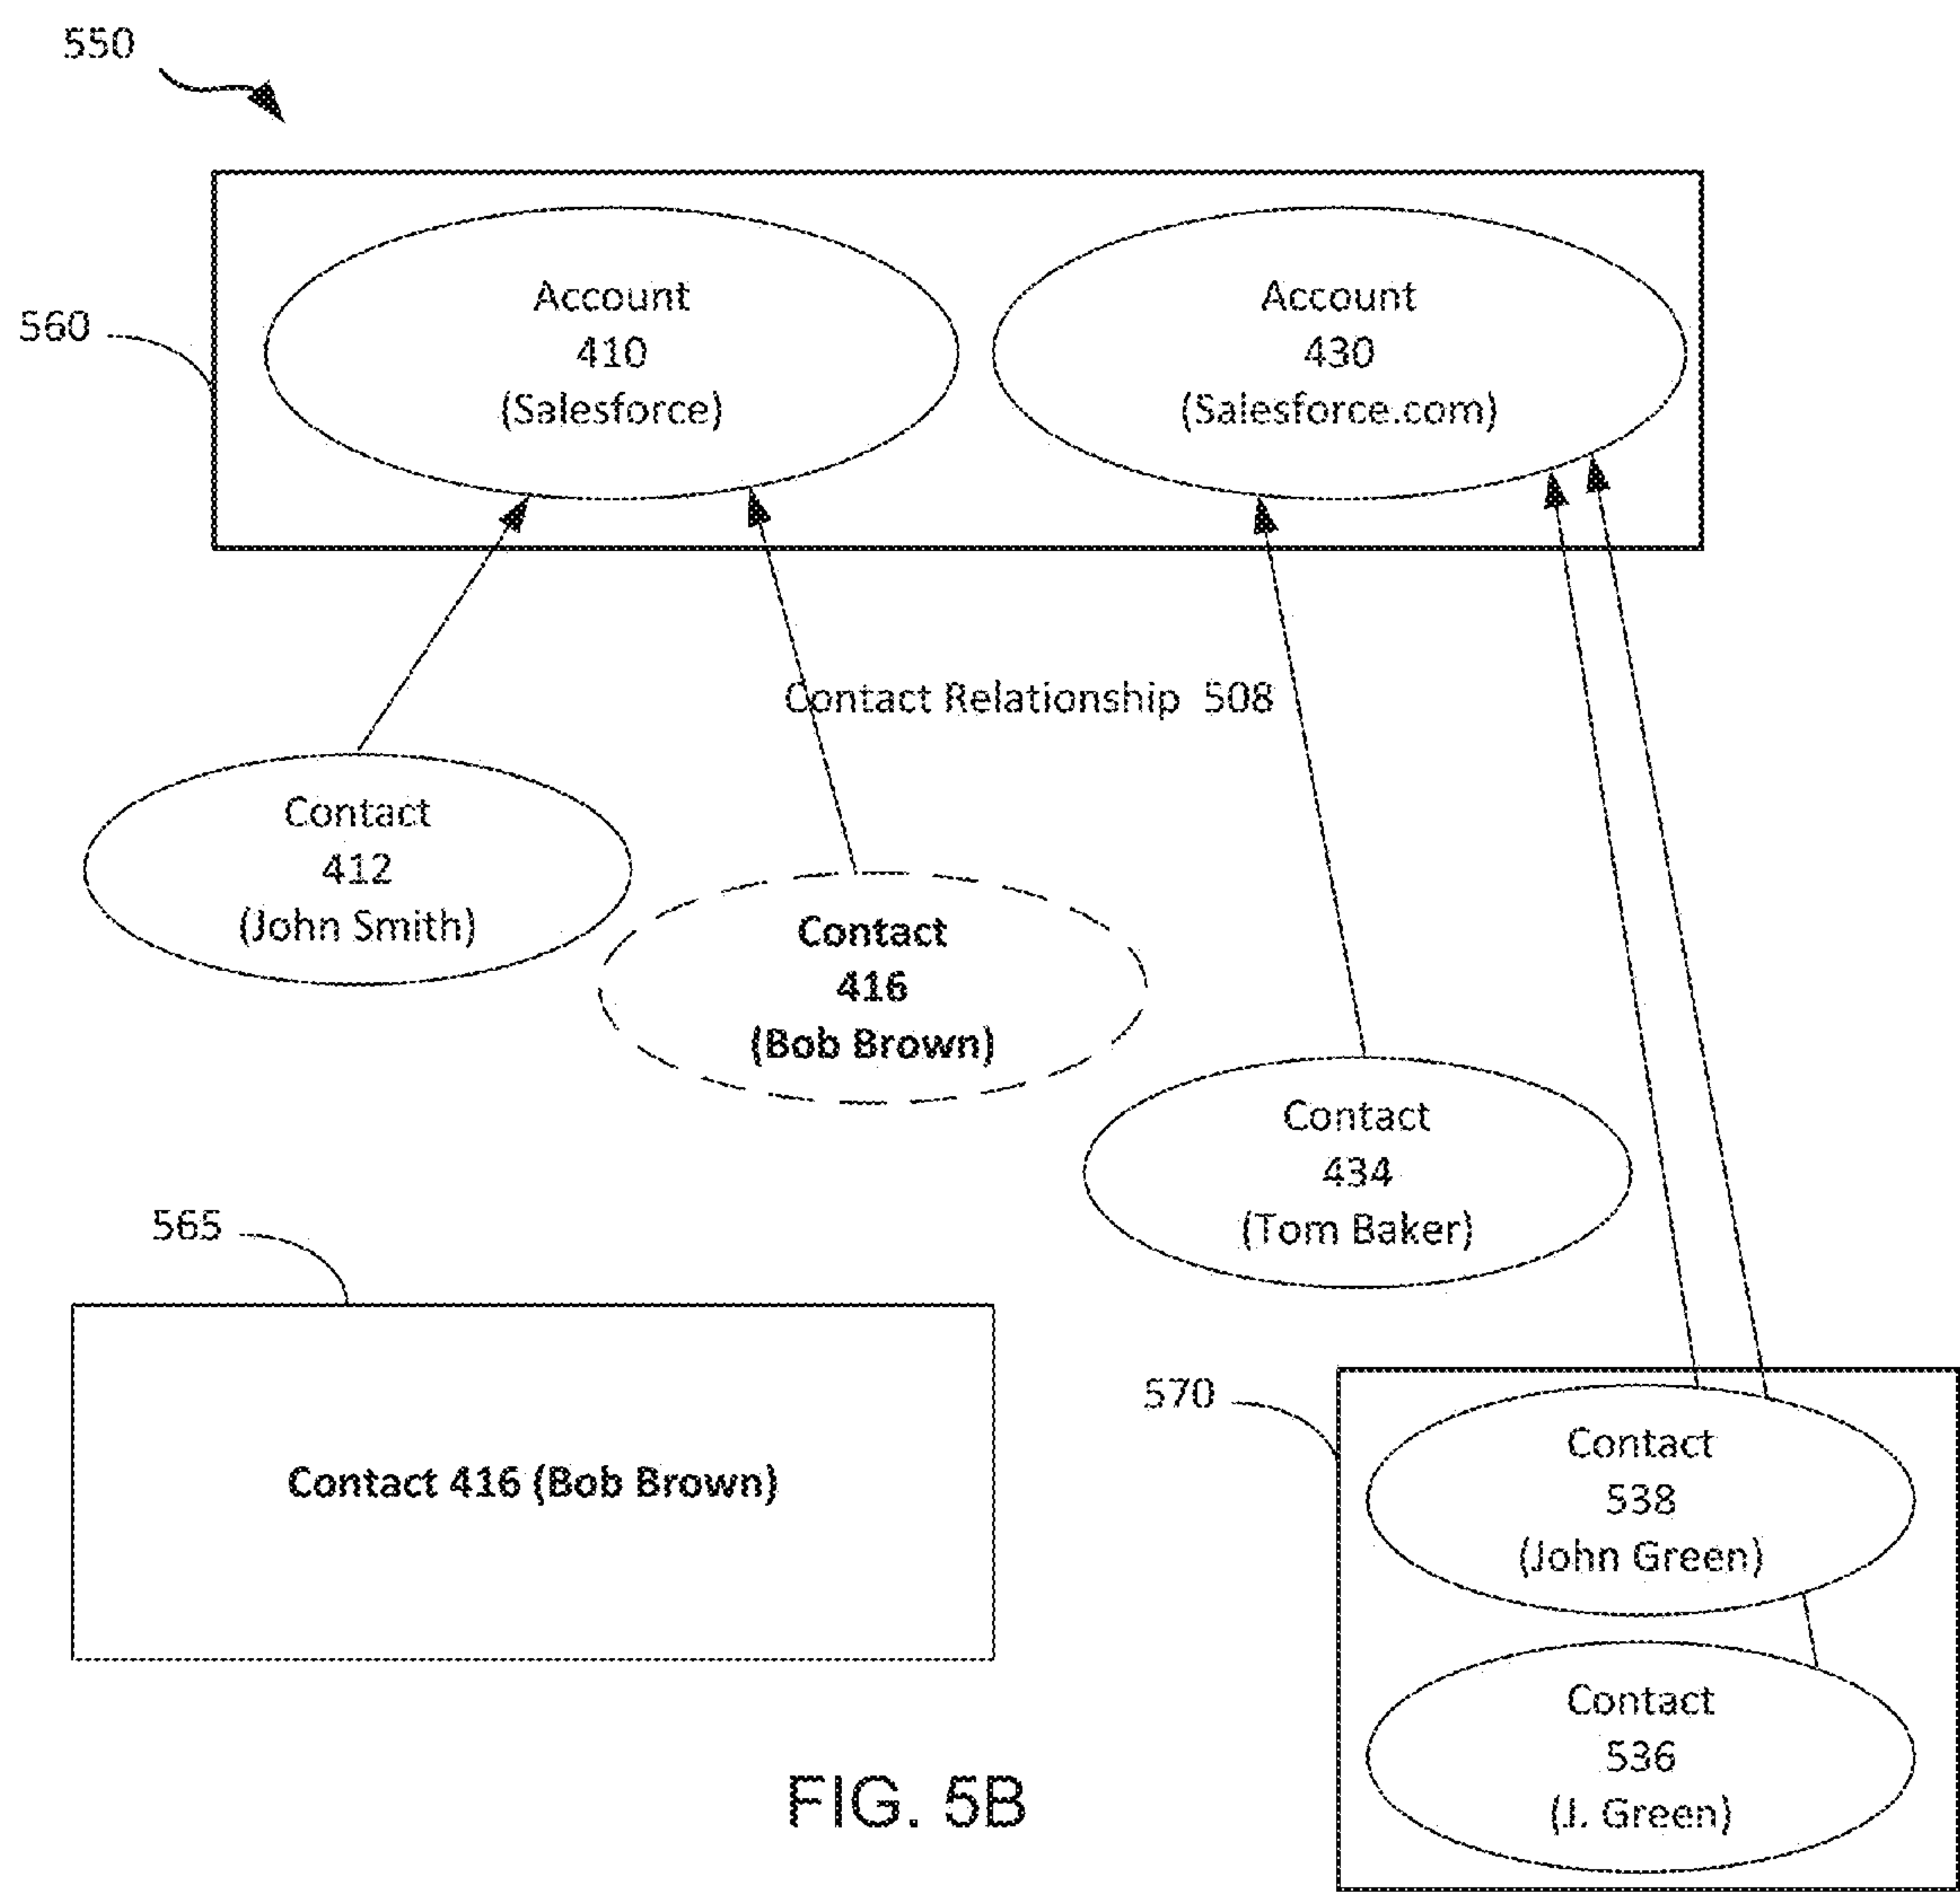 550
560
Account
410
(Salesforce)
Account
430
(Salesforce.com)
Contact Relationship 508
Contact
412
(John Smith)
Contact
416
(Bob Brown)
Contact
434
(Tom Baker)
565
Contact 416 (Bob Brown)
570
Contact
538
(John Green)
Contact
536
(J. Green)
FIG. 5B